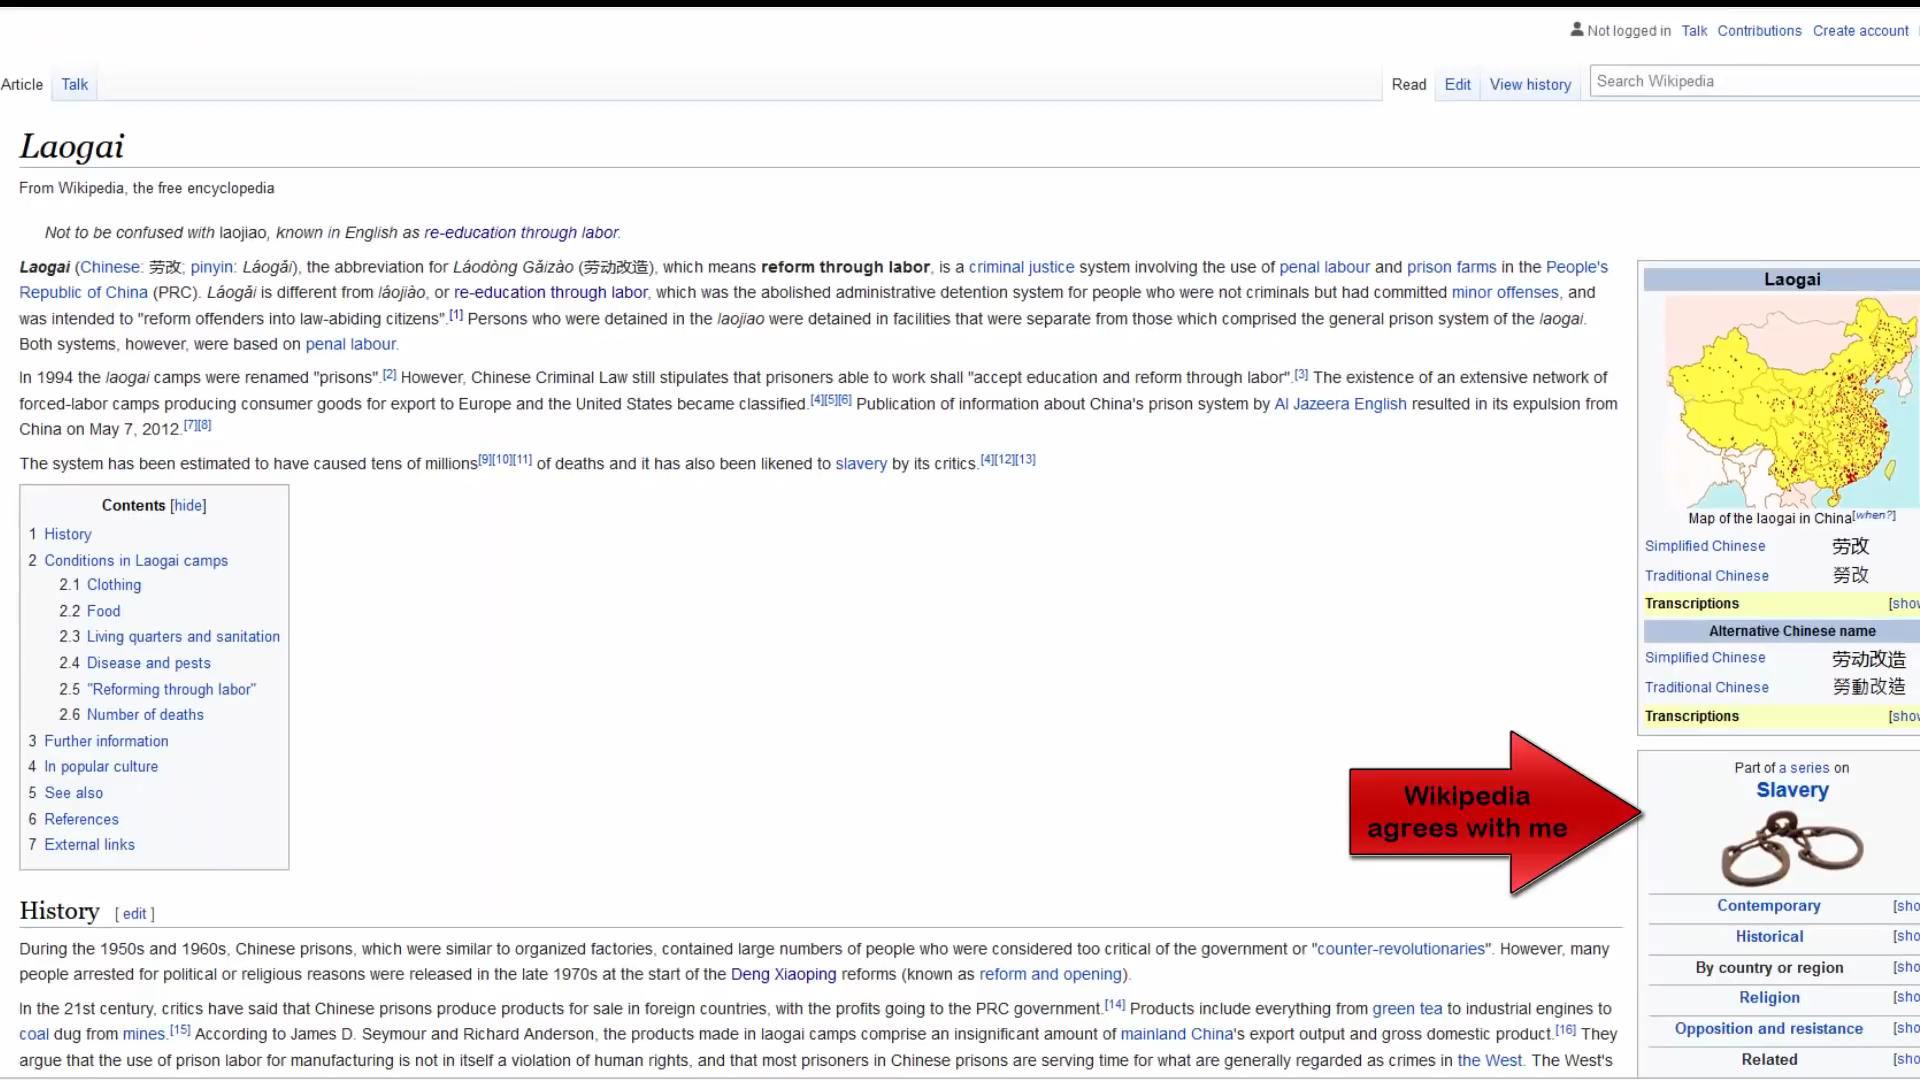 Not logged in Talk Contributions Create account
Article Talk Read Edit View history Search Wikipedia
Laogai
From Wikipedia, the free encyclopedia
Not to be confused with laojiao, known in English as re-education through labor.
Laogai (Chinese: 劳改; pinyin: Láogǎi), the abbreviation for Láodòng Gǎizào (劳动改造), which means reform through labor, is a criminal justice system involving the use of penal labour and prison farms in the People's
Republic of China (PRC). Láogǎi is different from láojiào, or re-education through labor, which was the abolished administrative detention system for people who were not criminals but had committed minor offenses, and
was intended to "reform offenders into law-abiding citizens".[1] Persons who were detained in the laojiao were detained in facilities that were separate from those which comprised the general prison system of the laogai.
Both systems, however, were based on penal labour.
In 1994 the laogai camps were renamed "prisons".[2] However, Chinese Criminal Law still stipulates that prisoners able to work shall "accept education and reform through labor".[3] The existence of an extensive network of
forced-labor camps producing consumer goods for export to Europe and the United States became classified.[4][5][6] Publication of information about China's prison system by Al Jazeera English resulted in its expulsion from
China on May 7, 2012.[7][8]
The system has been estimated to have caused tens of millions[9][10][11] of deaths and it has also been likened to slavery by its critics.[4][12][13]
Contents [hide]
1 History
2 Conditions in Laogai camps
2.1 Clothing
2.2 Food
2.3 Living quarters and sanitation
2.4 Disease and pests
2.5 "Reforming through labor"
2.6 Number of deaths
3 Further information
4 In popular culture
5 See also
6 References
7 External links
History [ edit ]
During the 1950s and 1960s, Chinese prisons, which were similar to organized factories, contained large numbers of people who were considered too critical of the government or "counter-revolutionaries". However, many
people arrested for political or religious reasons were released in the late 1970s at the start of the Deng Xiaoping reforms (known as reform and opening).
In the 21st century, critics have said that Chinese prisons produce products for sale in foreign countries, with the profits going to the PRC government.[14] Products include everything from green tea to industrial engines to
coal dug from mines.[15] According to James D. Seymour and Richard Anderson, the products made in laogai camps comprise an insignificant amount of mainland China's export output and gross domestic product.[16] They
argue that the use of prison labor for manufacturing is not in itself a violation of human rights, and that most prisoners in Chinese prisons are serving time for what are generally regarded as crimes in the West. The West's
Laogai
Map of the laogai in China[when?]
Simplified Chinese 劳改
Traditional Chinese 勞改
Transcriptions [show
Alternative Chinese name
Simplified Chinese 劳动改造
Traditional Chinese 勞動改造
Transcriptions [show
Wikipedia
agrees with me
Part of a series on
Slavery
Contemporary [sho
Historical [sho
By country or region [sho
Religion [sho
Opposition and resistance [sho
Related [sho